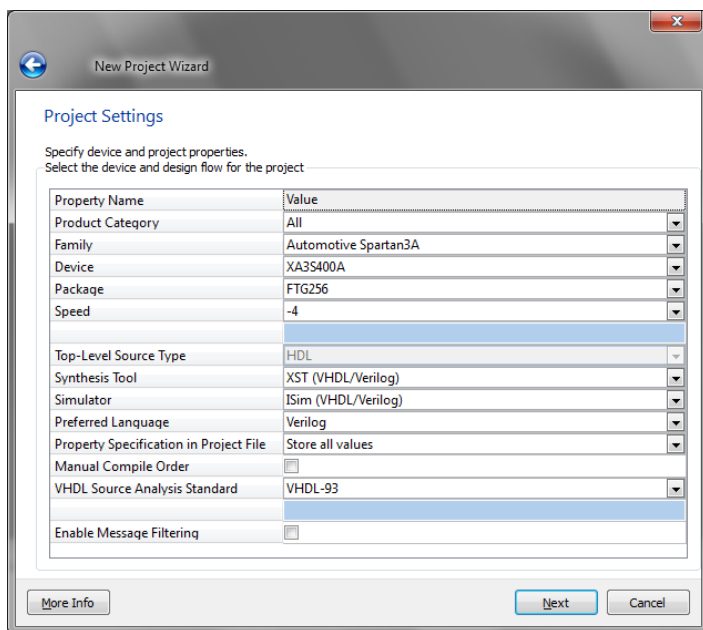 New Project Wizard
Project Settings
Specify device and project properties.
Select the device and design flow for the project
Property Name Value
Product Category All
Family Automotive Spartan3A
Device XA3S400A
Package FTG256
Speed -4
Top-Level Source Type HDL
Synthesis Tool XST (VHDL/Verilog)
Simulator ISim (VHDL/Verilog)
Preferred Language Verilog
Property Specification in Project File Store all values
Manual Compile Order
VHDL Source Analysis Standard VHDL-93
Enable Message Filtering
More Info Next Cancel